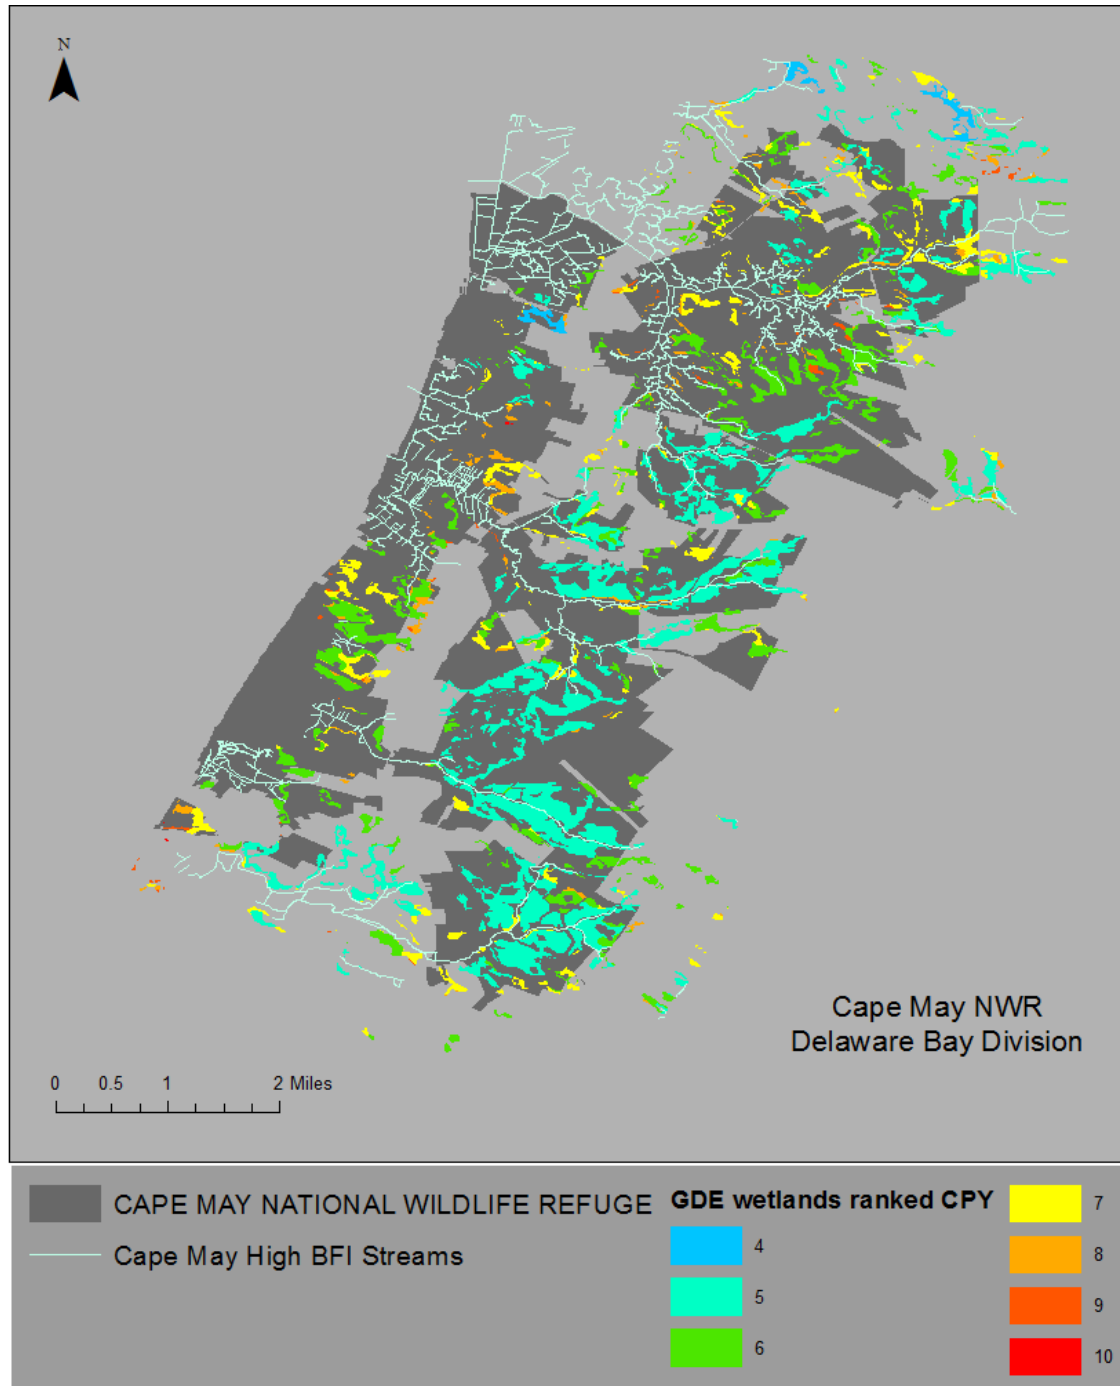 N
Cape May NWR
Delaware Bay Division
0 0.5 1 2 Miles
CAPE MAY NATIONAL WILDLIFE REFUGE
Cape May High BFI Streams
GDE wetlands ranked CPY
4
5
6
7
8
9
10